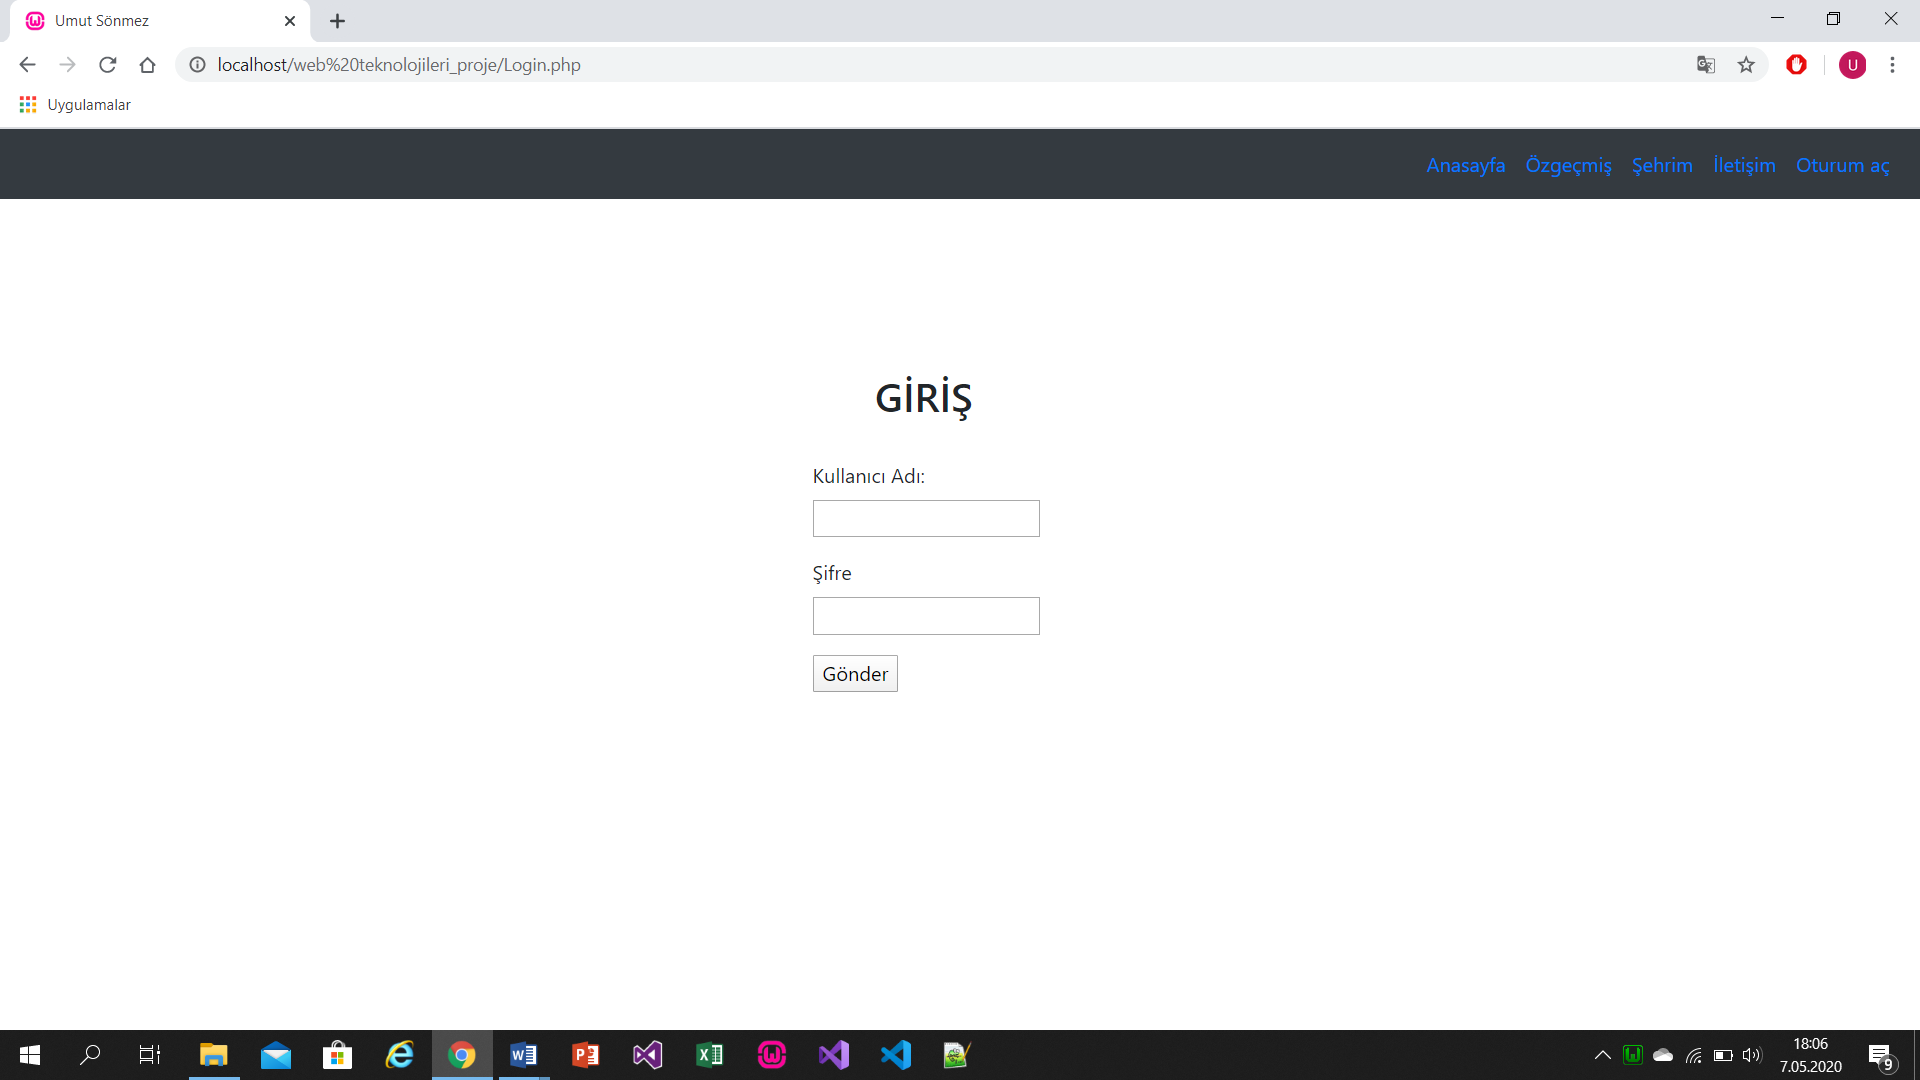 Umut Sönmez
localhost/web%20teknolojileri_proje/Login.php
U
Uygulamalar
Anasayfa Özgeçmiş Şehrim İletişim Oturum aç
GİRİŞ
Kullanıcı Adı:
Şifre
Gönder
18:06
7.05.2020
9